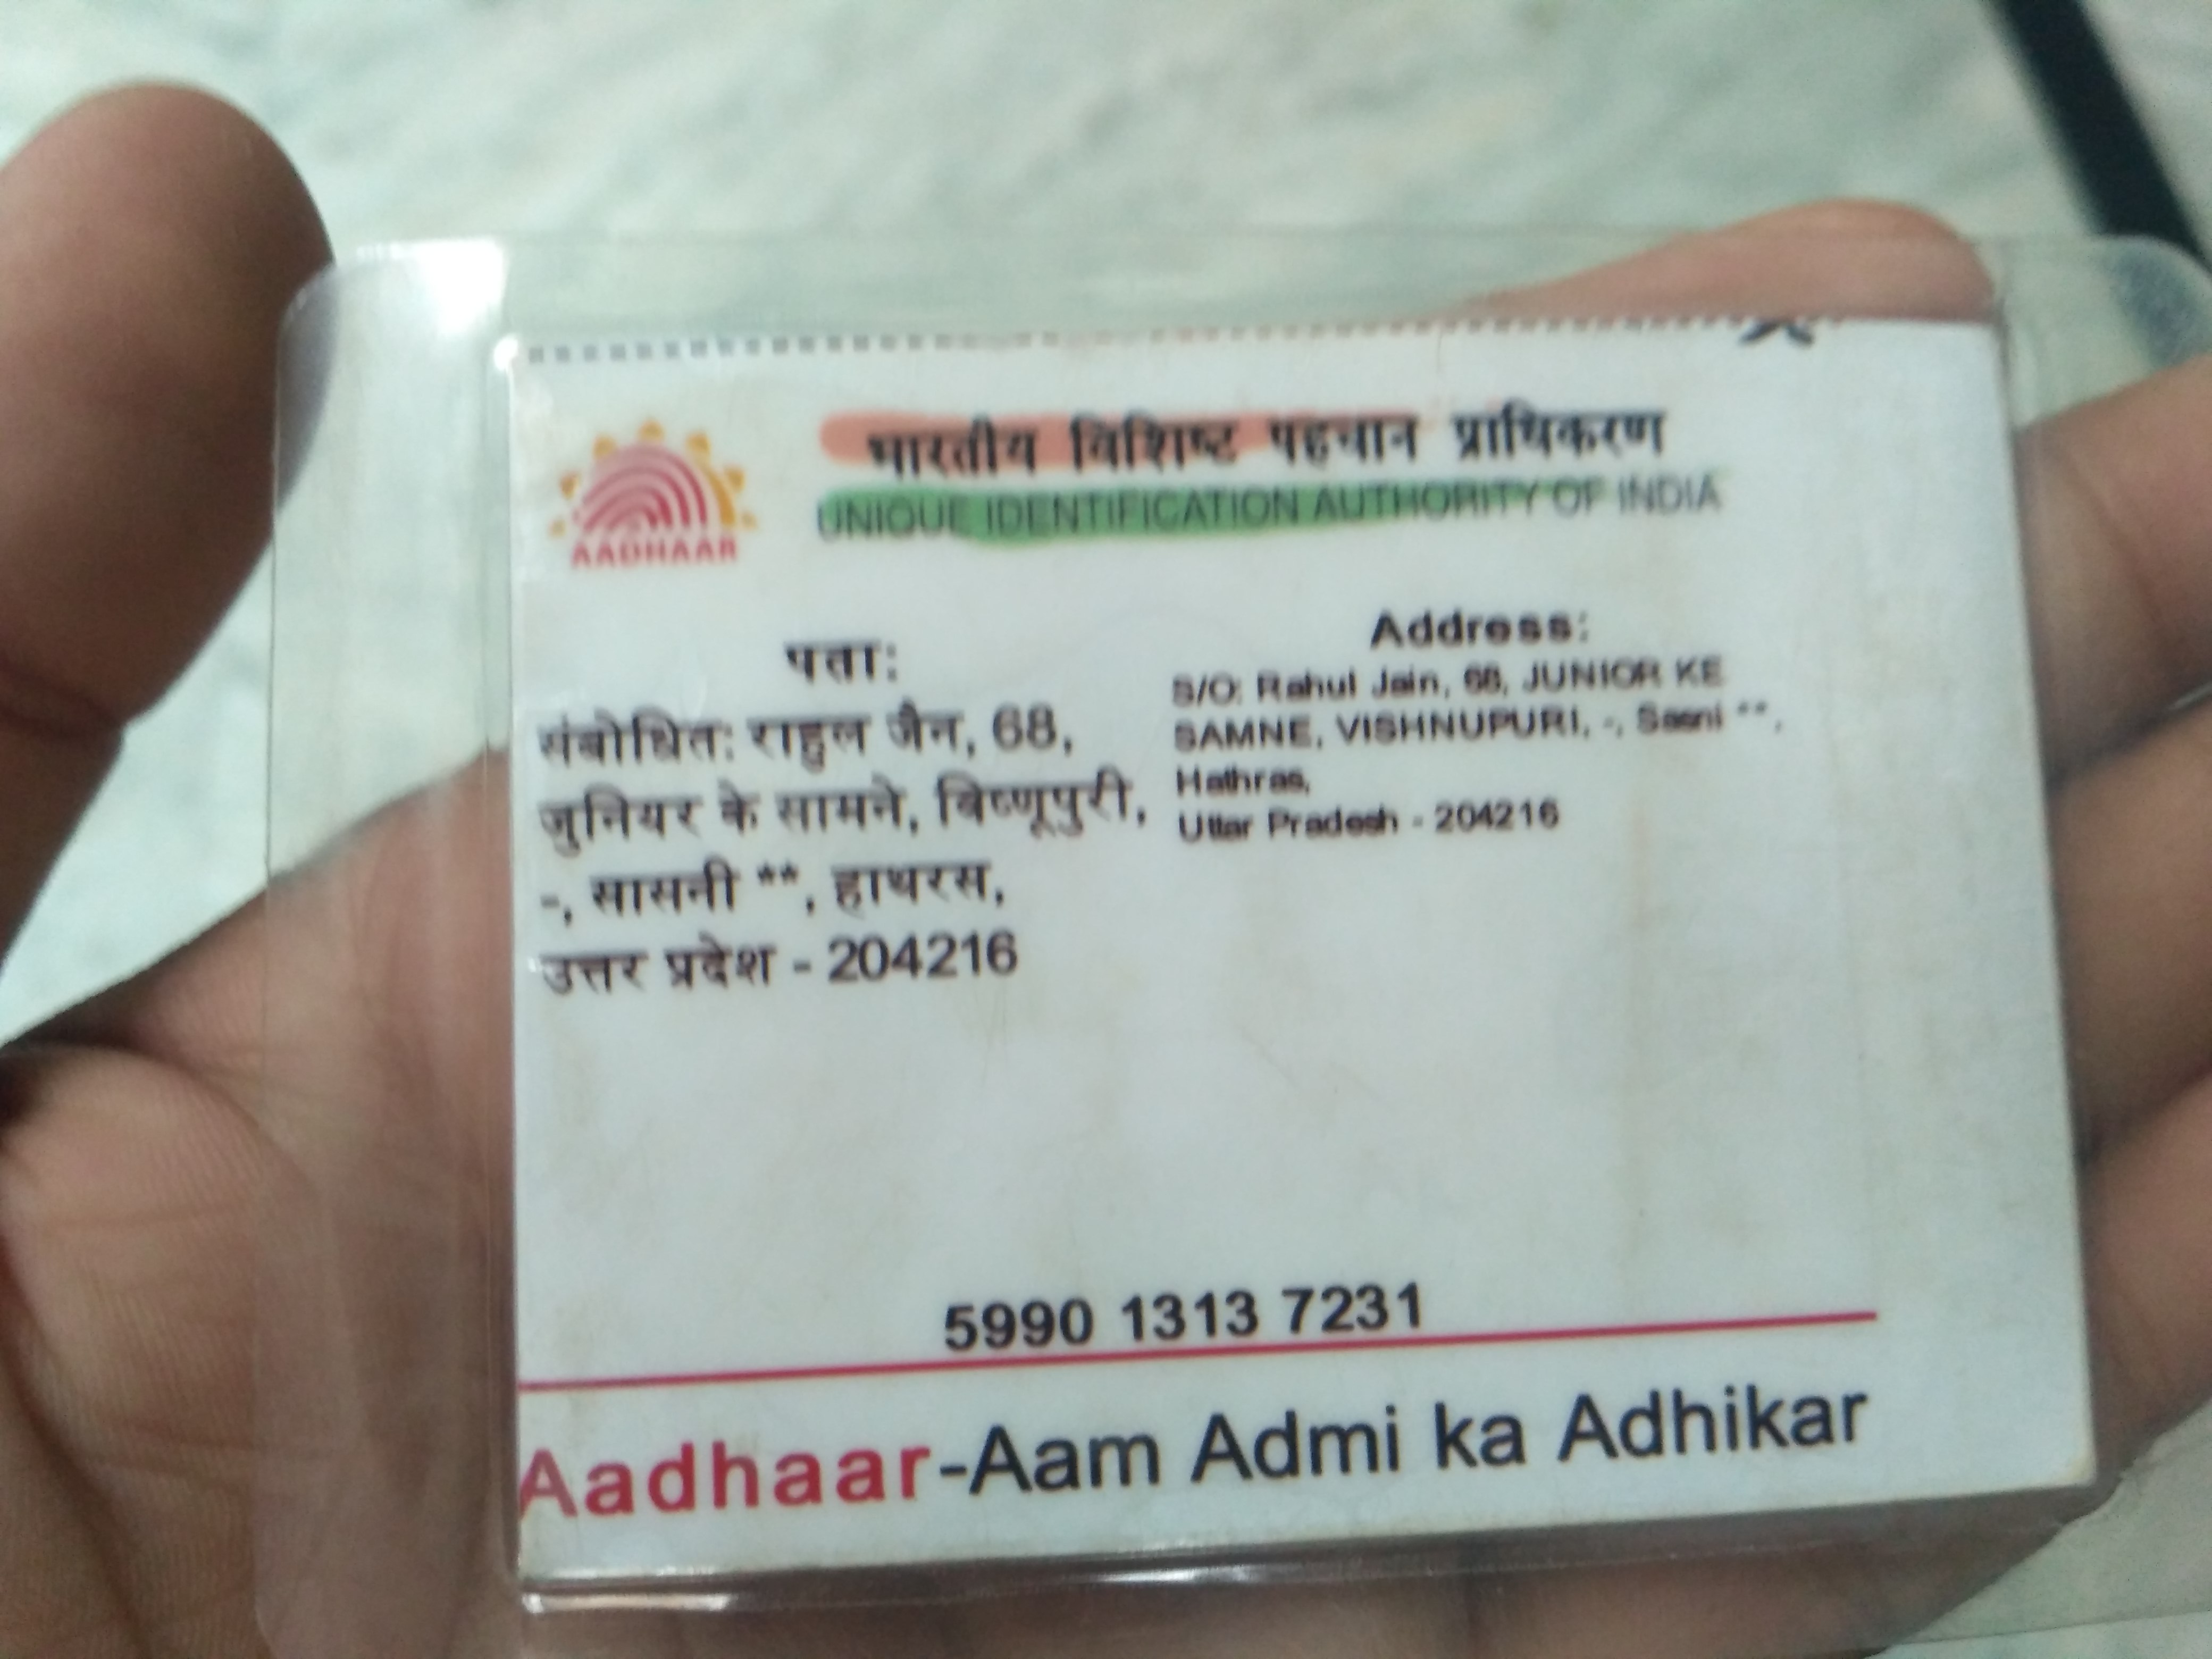 भारतीय विशिष्ट पहचान प्राधिकरण
UNIQUE IDENTIFICATION AUTHORITY OF INDIA
AADHAAR
पता:
संबोधित: राहुल जैन, 68,
जुनियर के सामने, बिष्णूपुरी,
-, सासनी **, हाथरस,
उत्तर प्रदेश - 204216
Address:
S/O: Rahul Jain, 68, JUNIOR KE
SAMNE, VISHNUPURI, -, Sasni **,
Hathras,
Uttar Pradesh - 204216
5990 1313 7231
Aadhaar-Aam Admi ka Adhikar